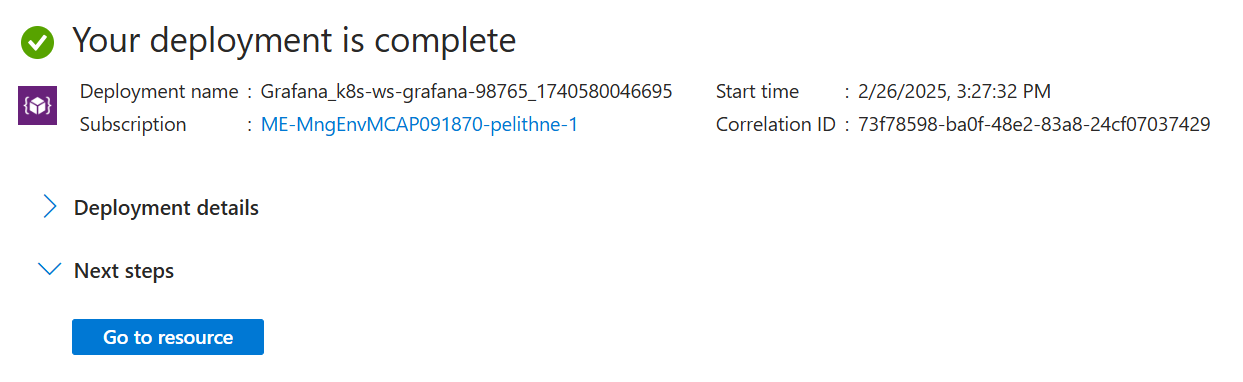 Your deployment is complete
Deployment name : Grafana_k8s-ws-grafana-98765_1740580046695 Start time : 2/26/2025, 3:27:32 PM
Subscription : ME-MngEnvMCAP091870-pelithne-1 Correlation ID : 73f78598-ba0f-48e2-83a8-24cf07037429
Deployment details
Next steps
Go to resource